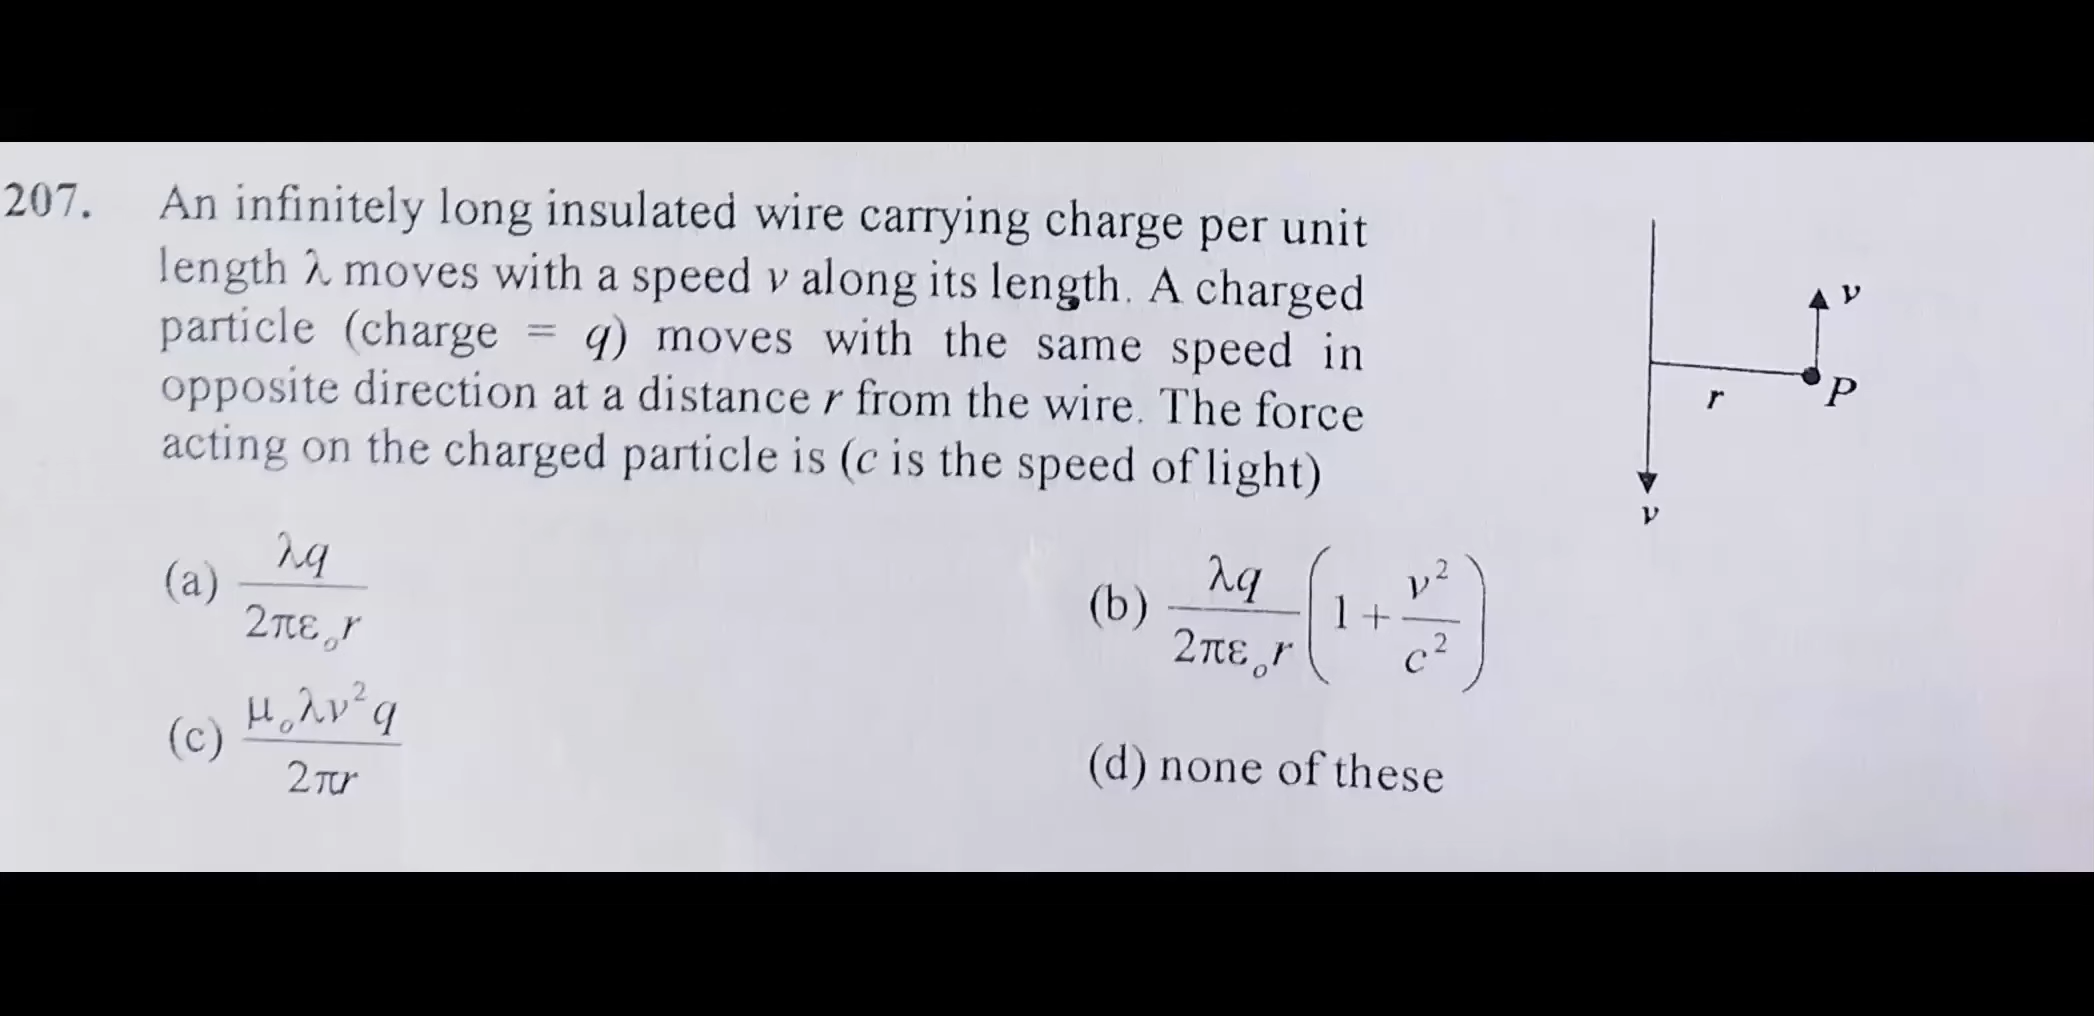 207. An infinitely long insulated wire carrying charge per unit
length λ moves with a speed v along its length. A charged
particle (charge = q) moves with the same speed in
opposite direction at a distance r from the wire. The force
acting on the charged particle is (c is the speed of light)
v
r P
v
(a) λq / 2πε₀r
(b) λq / 2πε₀r (1 + v² / c²)
(c) μ₀λv²q / 2πr
(d) none of these